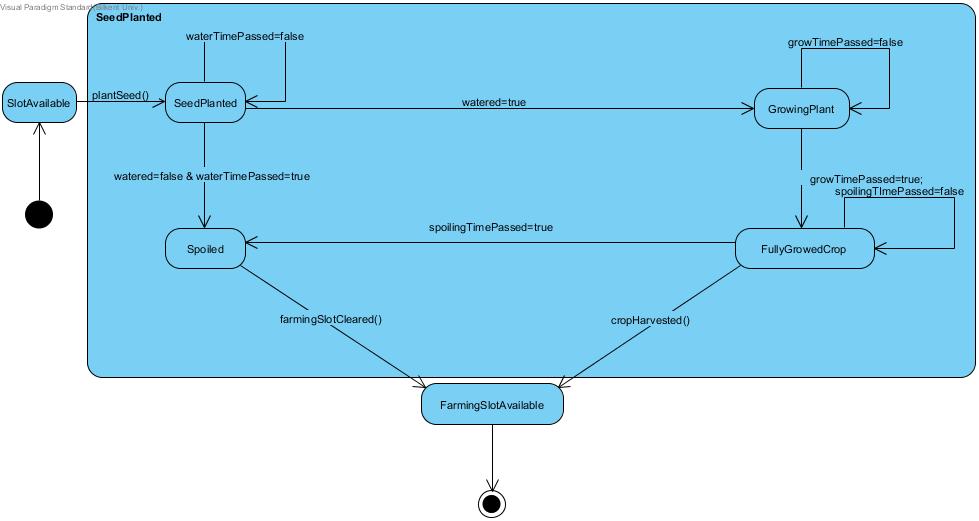 Visual Paradigm Standard(Bilkent Univ.)
SeedPlanted
waterTimePassed=false
growTimePassed=false
SlotAvailable
plantSeed()
SeedPlanted
watered=true
GrowingPlant
watered=false & waterTimePassed=true
growTimePassed=true;
spoilingTImePassed=false
spoilingTimePassed=true
Spoiled
FullyGrowedCrop
farmingSlotCleared()
cropHarvested()
FarmingSlotAvailable